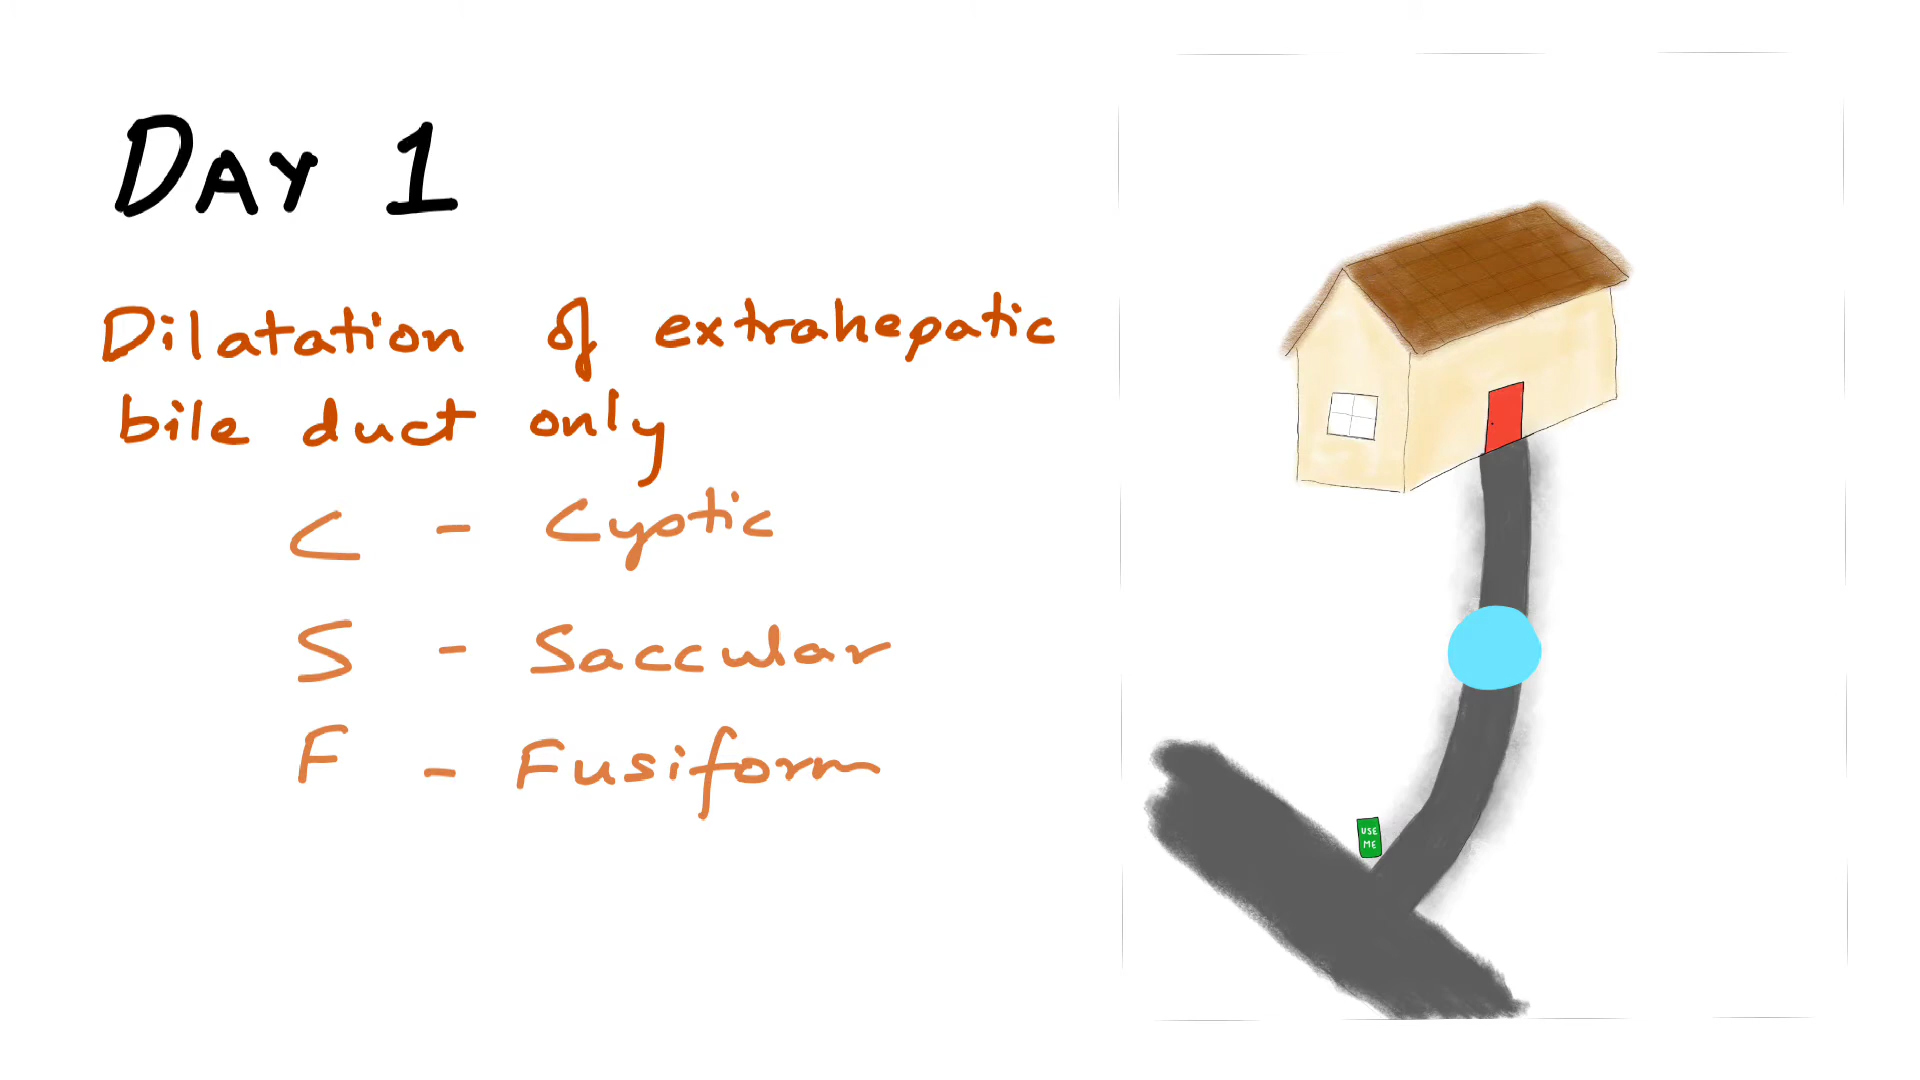 DAY 1
Dilatation of extrahepatic
bile duct only
C - Cystic
S - Saccular
F - Fusiform
USE
ME